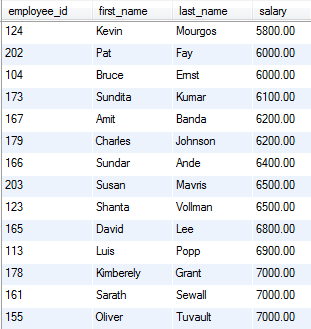 employee_id first_name last_name salary
124 Kevin Mourgos 5800.00
202 Pat Fay 6000.00
104 Bruce Ernst 6000.00
173 Sundita Kumar 6100.00
167 Amit Banda 6200.00
179 Charles Johnson 6200.00
166 Sundar Ande 6400.00
203 Susan Mavris 6500.00
123 Shanta Vollman 6500.00
165 David Lee 6800.00
113 Luis Popp 6900.00
178 Kimberely Grant 7000.00
161 Sarath Sewall 7000.00
155 Oliver Tuvault 7000.00